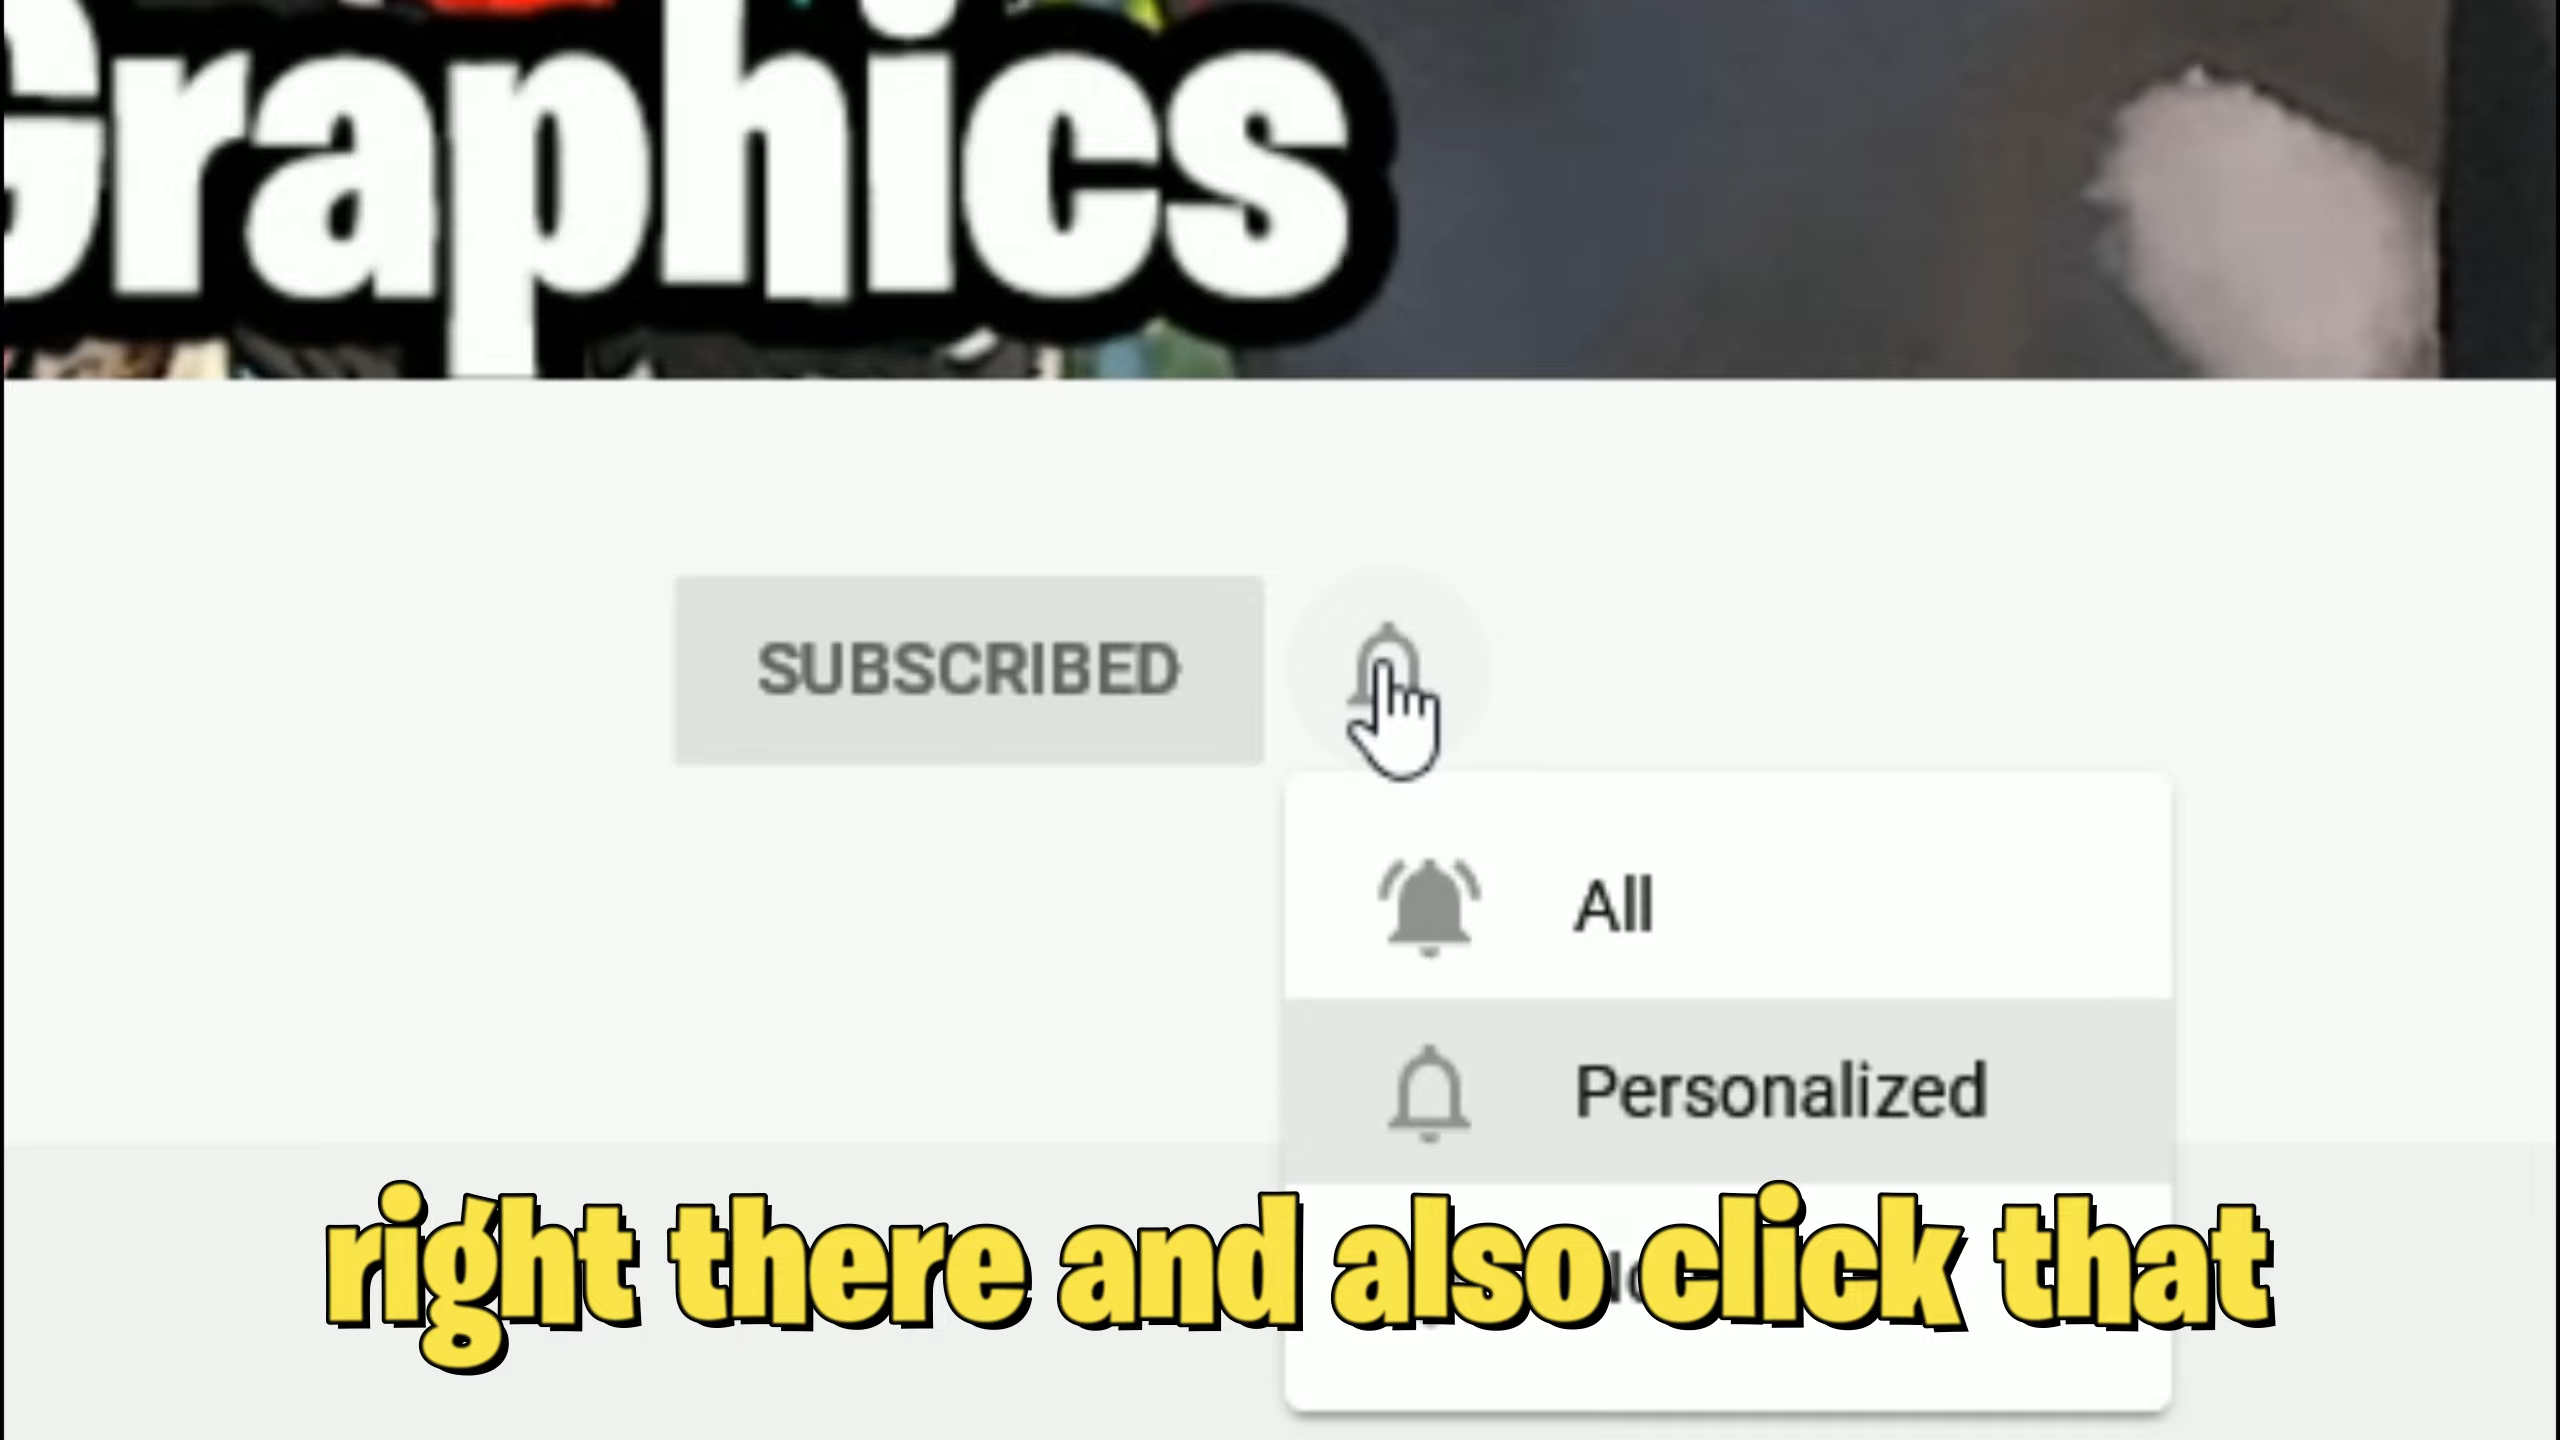 Graphics
SUBSCRIBED
All
Personalized
right there and also click that